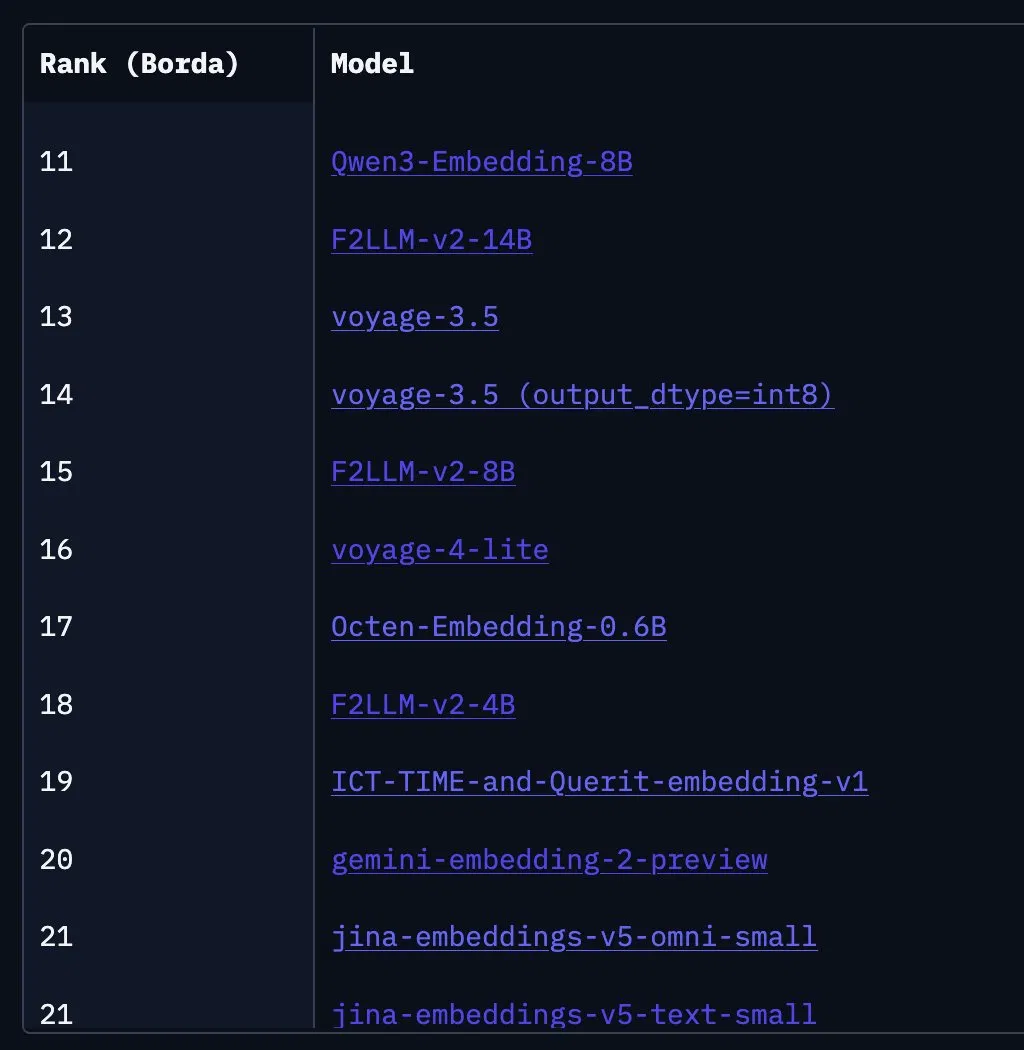 Rank (Borda) Model
11 Qwen3-Embedding-8B
12 F2LLM-v2-14B
13 voyage-3.5
14 voyage-3.5 (output_dtype=int8)
15 F2LLM-v2-8B
16 voyage-4-lite
17 Octen-Embedding-0.6B
18 F2LLM-v2-4B
19 ICT-TIME-and-Querit-embedding-v1
20 gemini-embedding-2-preview
21 jina-embeddings-v5-omni-small
21 jina-embeddings-v5-text-small